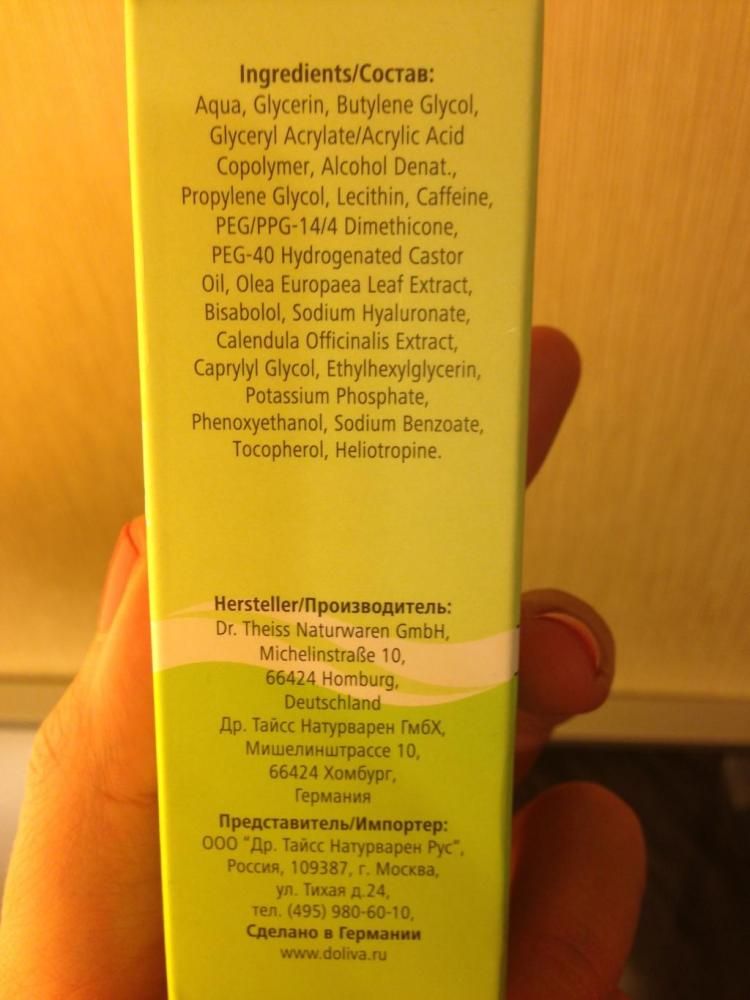 Ingredients/Состав:
Aqua, Glycerin, Butylene Glycol,
Glyceryl Acrylate/Acrylic Acid
Copolymer, Alcohol Denat.,
Propylene Glycol, Lecithin, Caffeine,
PEG/PPG-14/4 Dimethicone,
PEG-40 Hydrogenated Castor
Oil, Olea Europaea Leaf Extract,
Bisabolol, Sodium Hyaluronate,
Calendula Officinalis Extract,
Caprylyl Glycol, Ethylhexylglycerin,
Potassium Phosphate,
Phenoxyethanol, Sodium Benzoate,
Tocopherol, Heliotropine.
Hersteller/Производитель:
Dr. Theiss Naturwaren GmbH,
Michelinstraße 10,
66424 Homburg,
Deutschland
Др. Тайсс Натурварен ГмбХ,
Мишелинштрассе 10,
66424 Хомбург,
Германия
Представитель/Импортер:
ООО "Др. Тайсс Натурварен Рус",
Россия, 109387, г. Москва,
ул. Тихая д.24,
тел. (495) 980-60-10,
Сделано в Германии
www.doliva.ru